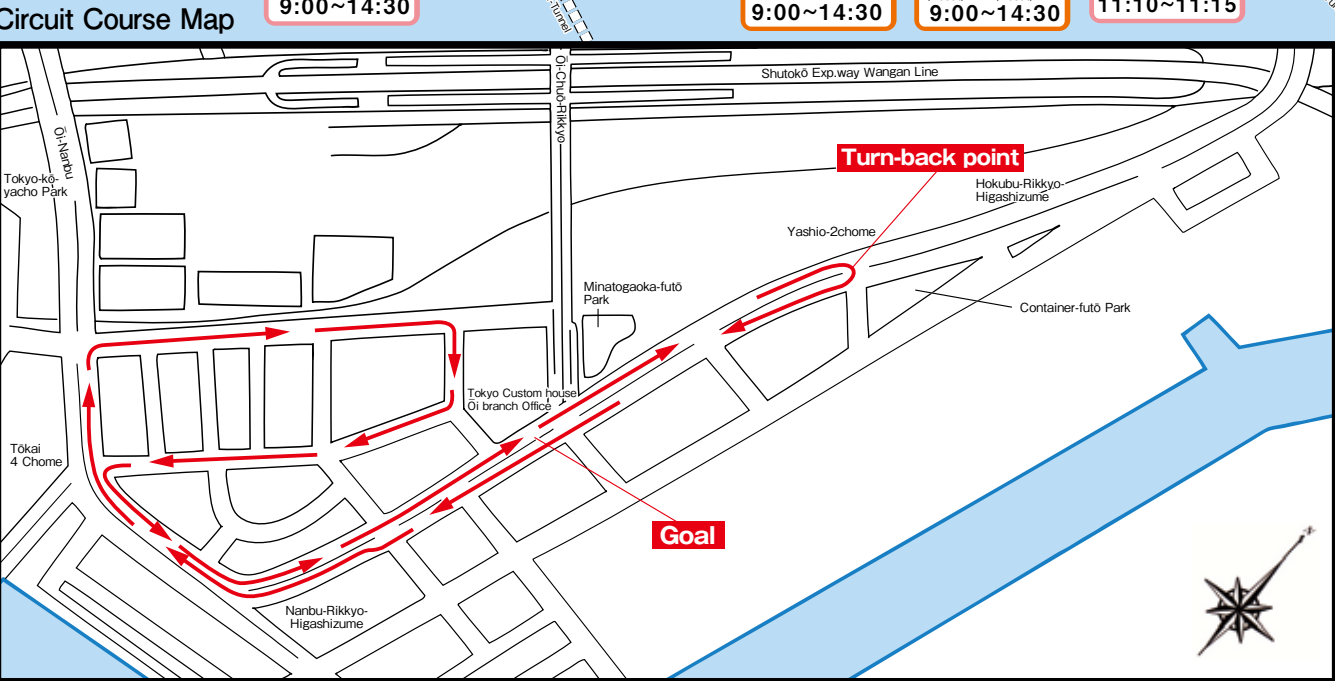 9:00~14:30
Circuit Course Map
-Tunnel
9:00~14:30
9:00~14:30
11:10~11:15
Shutokō Exp.way Wangan Line
Ōi-Chuō-Rikkyo
Ōi-Nanbu
Tokyo-kō-
yacho Park
Turn-back point
Hokubu-Rikkyo-
Higashizume
Yashio-2chome
Minatogaoka-futō
Park
Container-futō Park
Tokyo Custom house
Ōi branch Office
Tōkai
4 Chome
Goal
Nanbu-Rikkyo-
Higashizume